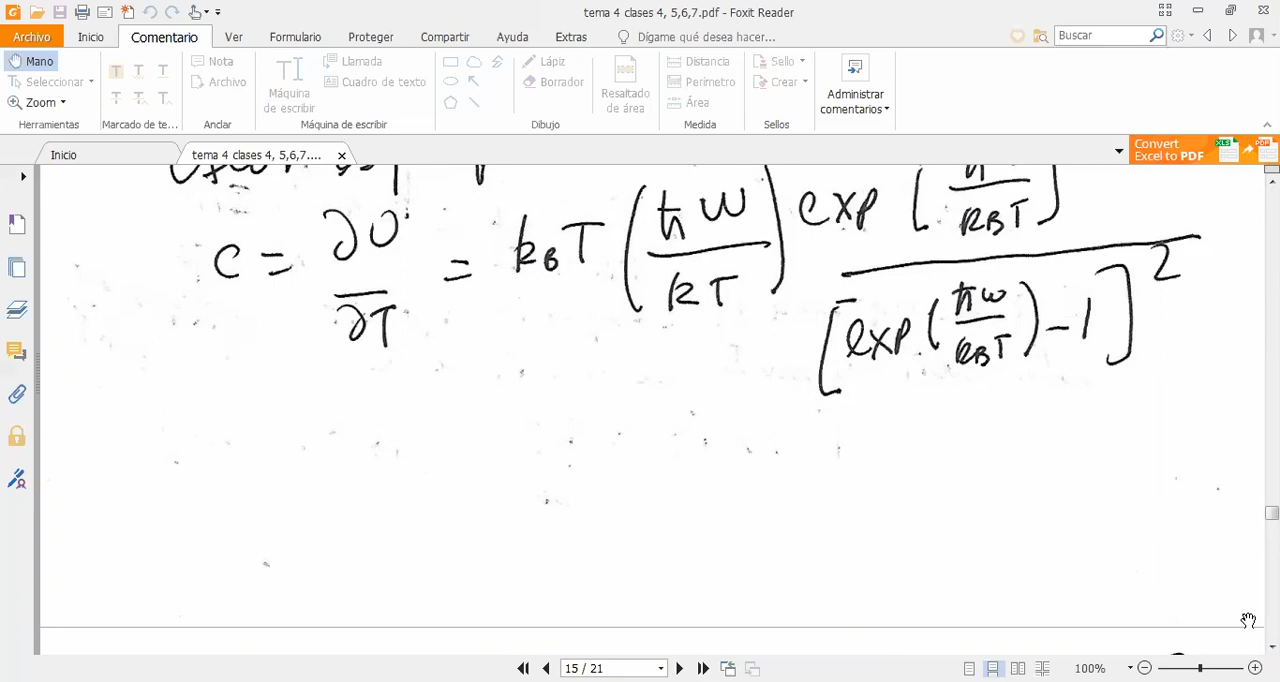 tema 4 clases 4, 5,6,7.pdf - Foxit Reader
Archivo Inicio Comentario Ver Formulario Proteger Compartir Ayuda Extras Dígame qué desea hacer... Buscar
Mano
Seleccionar
Zoom
Herramientas
T T T
T T T
Marcado de te...
Nota
Archivo
Anclar
Máquina
de escribir
Llamada
Cuadro de texto
Máquina de escribir
Lápiz
Borrador
Dibujo
Resaltado
de área
Distancia
Perímetro
Área
Medida
Sello
Crear
Sellos
Administrar
comentarios
Inicio
tema 4 clases 4, 5,6,7....
Convert
Excel to PDF
C = ∂U/∂T = k_B T (ħω/kT) exp[ħ/k_B T] / [exp(ħω/k_B T) - 1]^2
15 / 21
100%